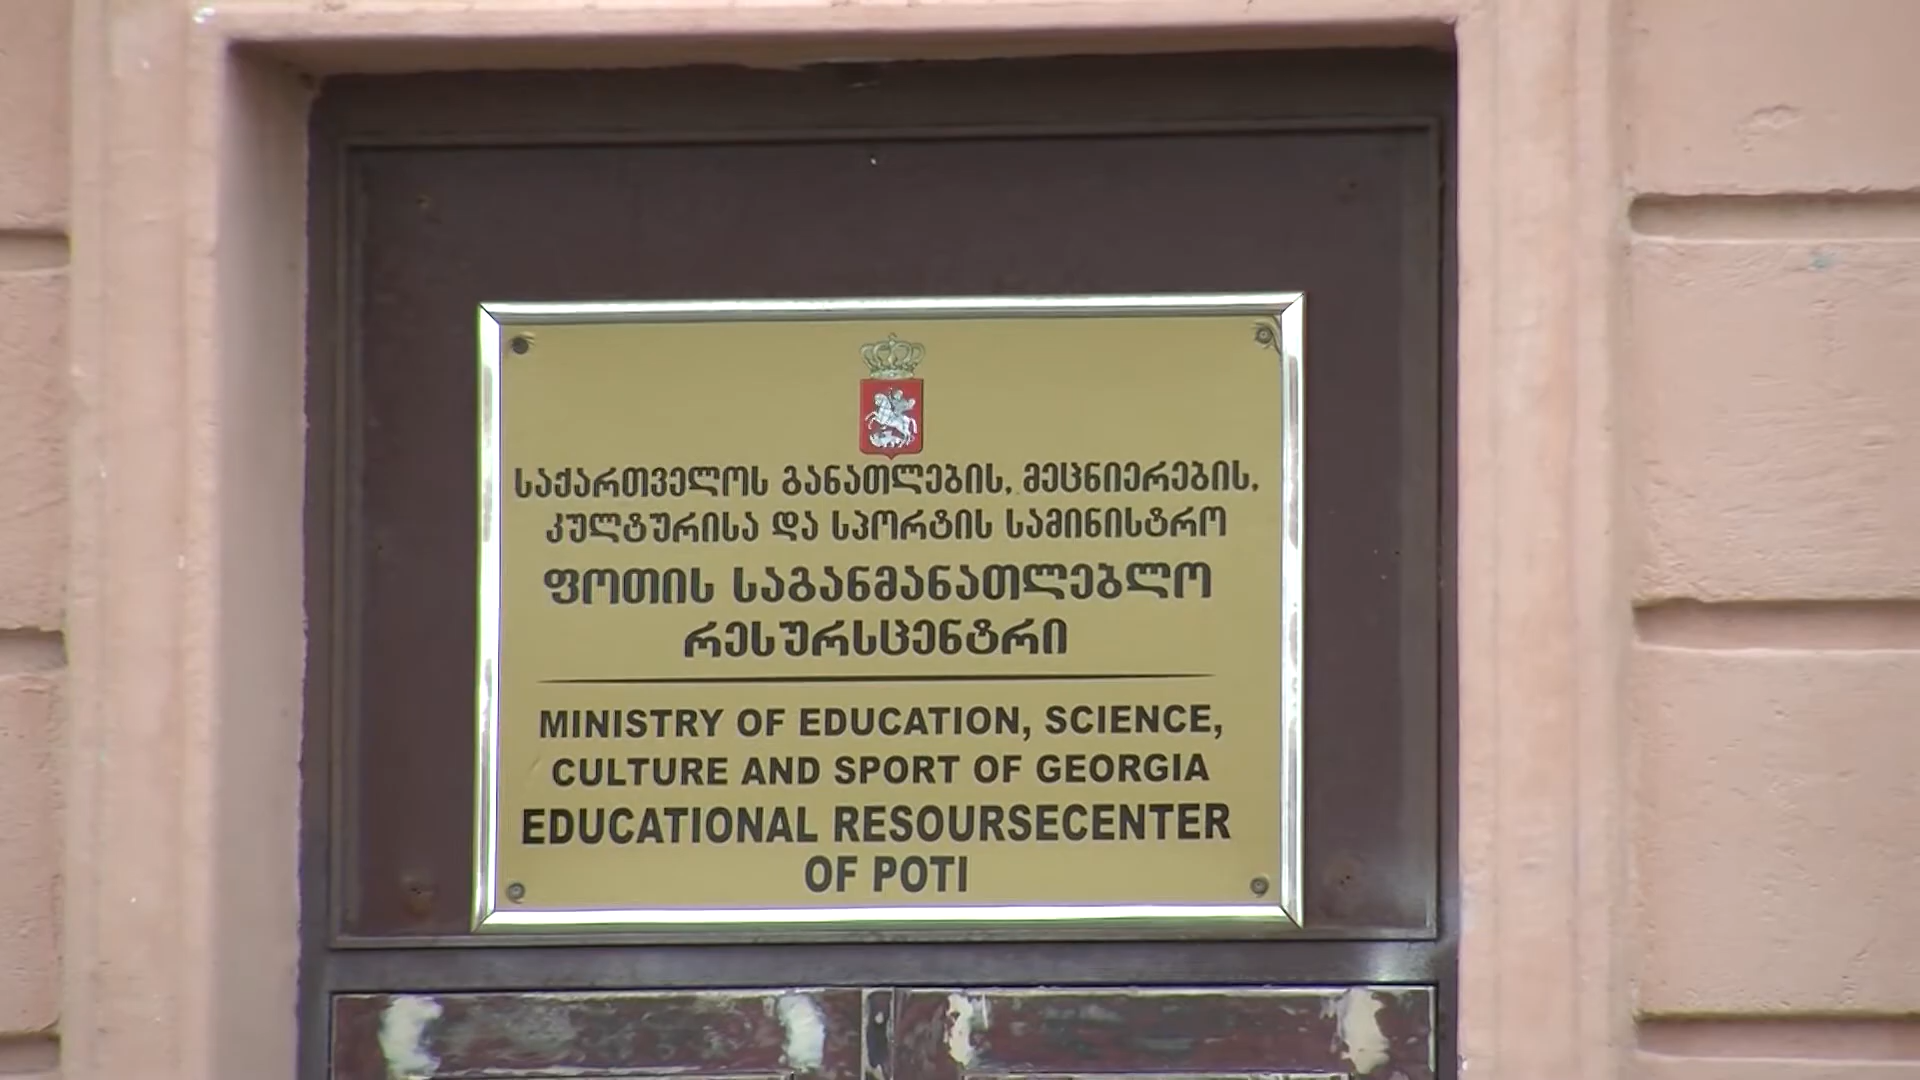 საქართველოს განათლების, მეცნიერების,
კულტურისა და სპორტის სამინისტრო
ფოთის საგანმანათლებლო
რესურსცენტრი
MINISTRY OF EDUCATION, SCIENCE,
CULTURE AND SPORT OF GEORGIA
EDUCATIONAL RESOURSECENTER
OF POTI